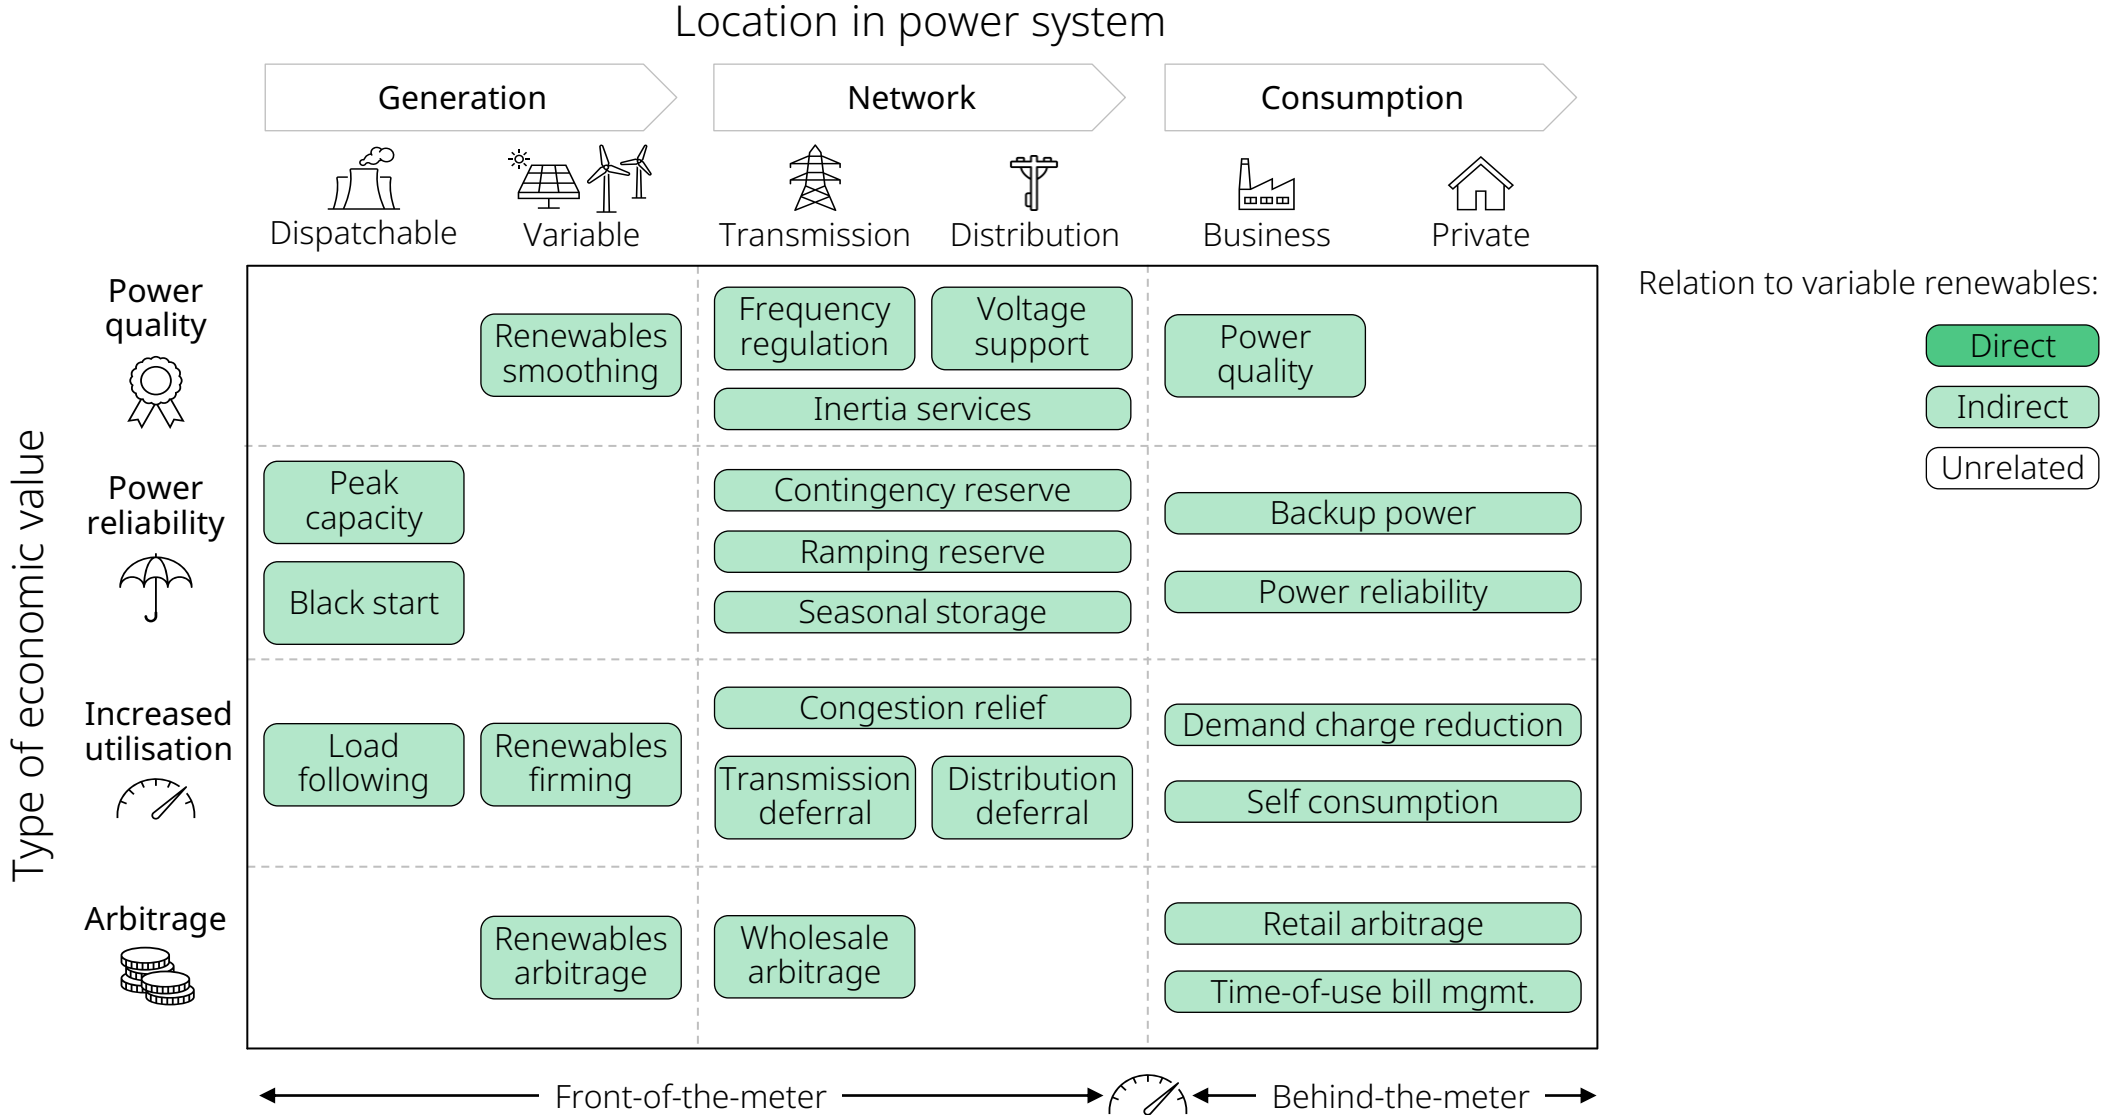 Location in power system
Generation
Network
Consumption
Dispatchable
Variable
Transmission
Distribution
Business
Private
Type of economic value
Relation to variable renewables:
Direct
Indirect
Unrelated
Power
quality
Renewables
smoothing
Frequency
regulation
Voltage
support
Inertia services
Power
quality
Power
reliability
Peak
capacity
Black start
Contingency reserve
Ramping reserve
Seasonal storage
Backup power
Power reliability
Increased
utilisation
Load
following
Renewables
firming
Congestion relief
Transmission
deferral
Distribution
deferral
Demand charge reduction
Self consumption
Arbitrage
Renewables
arbitrage
Wholesale
arbitrage
Retail arbitrage
Time-of-use bill mgmt.
Front-of-the-meter
Behind-the-meter